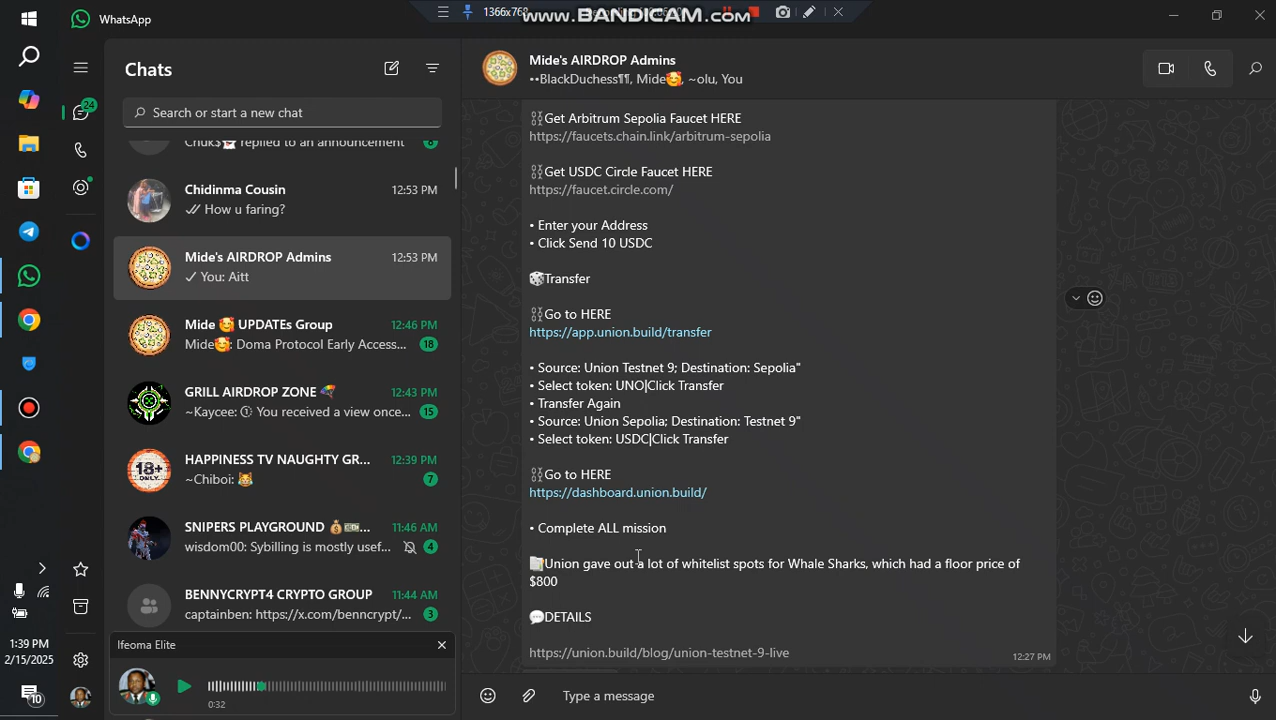 WhatsApp
1366x768
www.BANDICAM.com
Chats
Search or start a new chat
Chuk$👻 replied to an announcement
8
Chidinma Cousin
12:53 PM
How u faring?
Mide's AIRDROP Admins
12:53 PM
You: Aitt
Mide 🥰 UPDATEs Group
12:46 PM
Mide🥰: Doma Protocol Early Access...
18
GRILL AIRDROP ZONE 🪂
12:43 PM
~Kaycee: ① You received a view once...
15
HAPPINESS TV NAUGHTY GR...
12:39 PM
~Chiboi: 😹
7
SNIPERS PLAYGROUND 💰💵...
11:46 AM
wisdom00: Sybilling is mostly usef...
4
BENNYCRYPT4 CRYPTO GROUP
11:44 AM
captainben: https://x.com/benncrypt/...
3
Ifeoma Elite
0:32
24
1:39 PM
2/15/2025
10
Mide's AIRDROP Admins
••BlackDuchess¶¶, Mide🥰, ~olu, You
⛓Get Arbitrum Sepolia Faucet HERE
https://faucets.chain.link/arbitrum-sepolia
⛓Get USDC Circle Faucet HERE
https://faucet.circle.com/
• Enter your Address
• Click Send 10 USDC
🎲Transfer
⛓Go to HERE
https://app.union.build/transfer
• Source: Union Testnet 9; Destination: Sepolia"
• Select token: UNO|Click Transfer
• Transfer Again
• Source: Union Sepolia; Destination: Testnet 9"
• Select token: USDC|Click Transfer
⛓Go to HERE
https://dashboard.union.build/
• Complete ALL mission
📑Union gave out a lot of whitelist spots for Whale Sharks, which had a floor price of
$800
💬DETAILS
https://union.build/blog/union-testnet-9-live
12:27 PM
Type a message